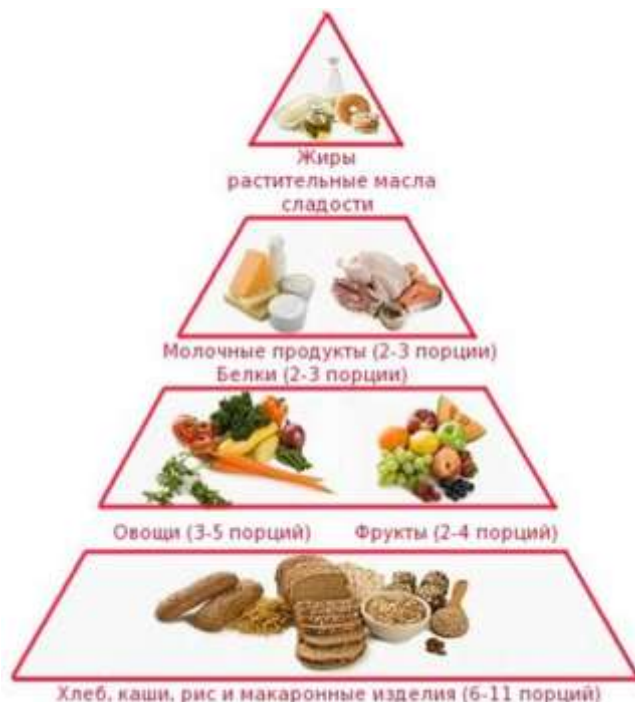 Жиры
растительные масла
сладости
Молочные продукты (2-3 порции)
Белки (2-3 порции)
Овощи (3-5 порций) Фрукты (2-4 порций)
Хлеб, каши, рис и макаронные изделия (6-11 порций)